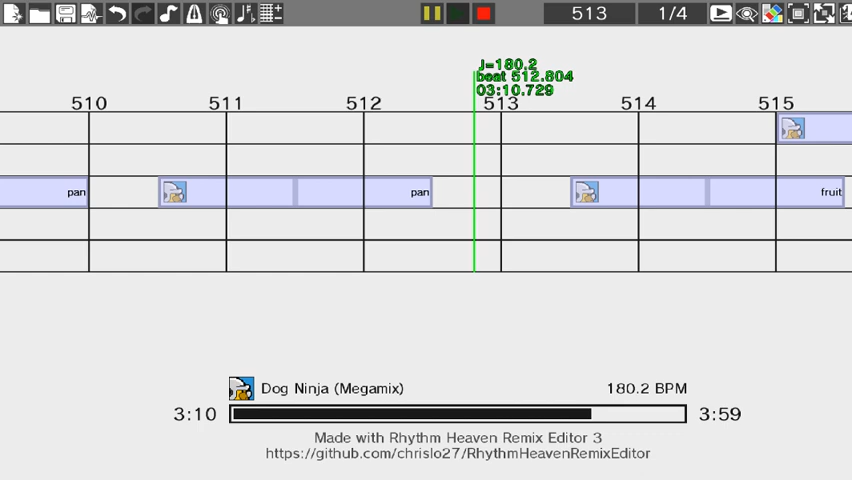 513 1/4
♩=180.2
beat 512.804
03:10.729
510 511 512 513 514 515
pan pan fruit
Dog Ninja (Megamix) 180.2 BPM
3:10 3:59
Made with Rhythm Heaven Remix Editor 3
https://github.com/chrislo27/RhythmHeavenRemixEditor